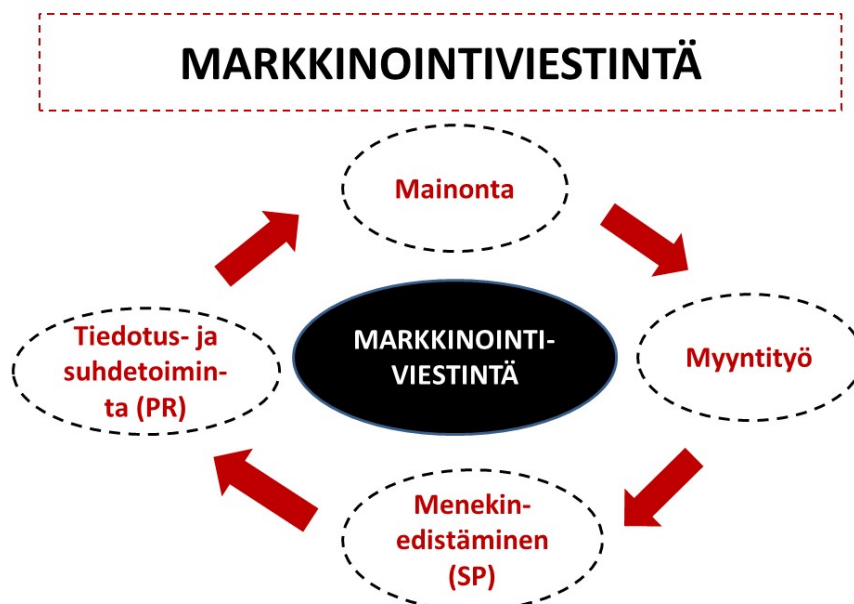 MARKKINOINTIVIESTINTÄ
Mainonta
Tiedotus- ja
suhdetoimin-
ta (PR)
MARKKINOINTI-
VIESTINTÄ
Myyntityö
Menekin-
edistäminen
(SP)